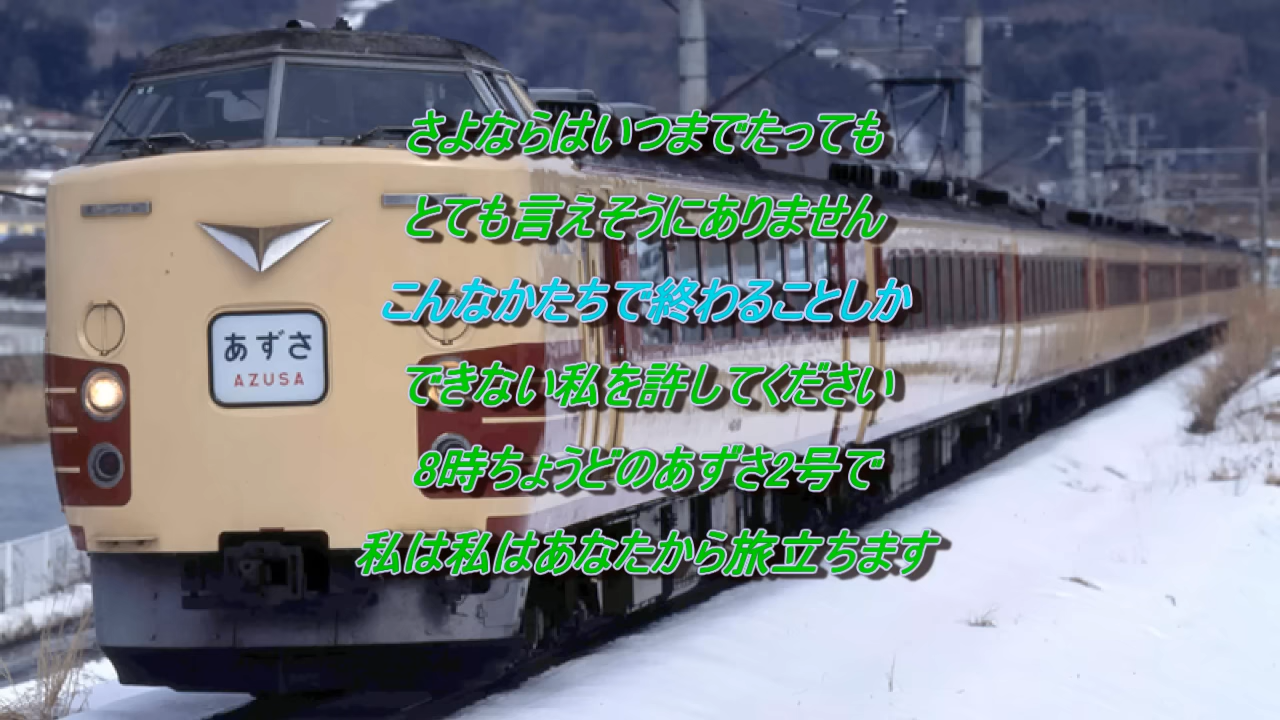 さよならはいつまでたっても
とても言えそうにありません
こんなかたちで終わることしか
できない私を許してください
8時ちょうどのあずさ2号で
私は私はあなたから旅立ちます
あずさ
AZUSA